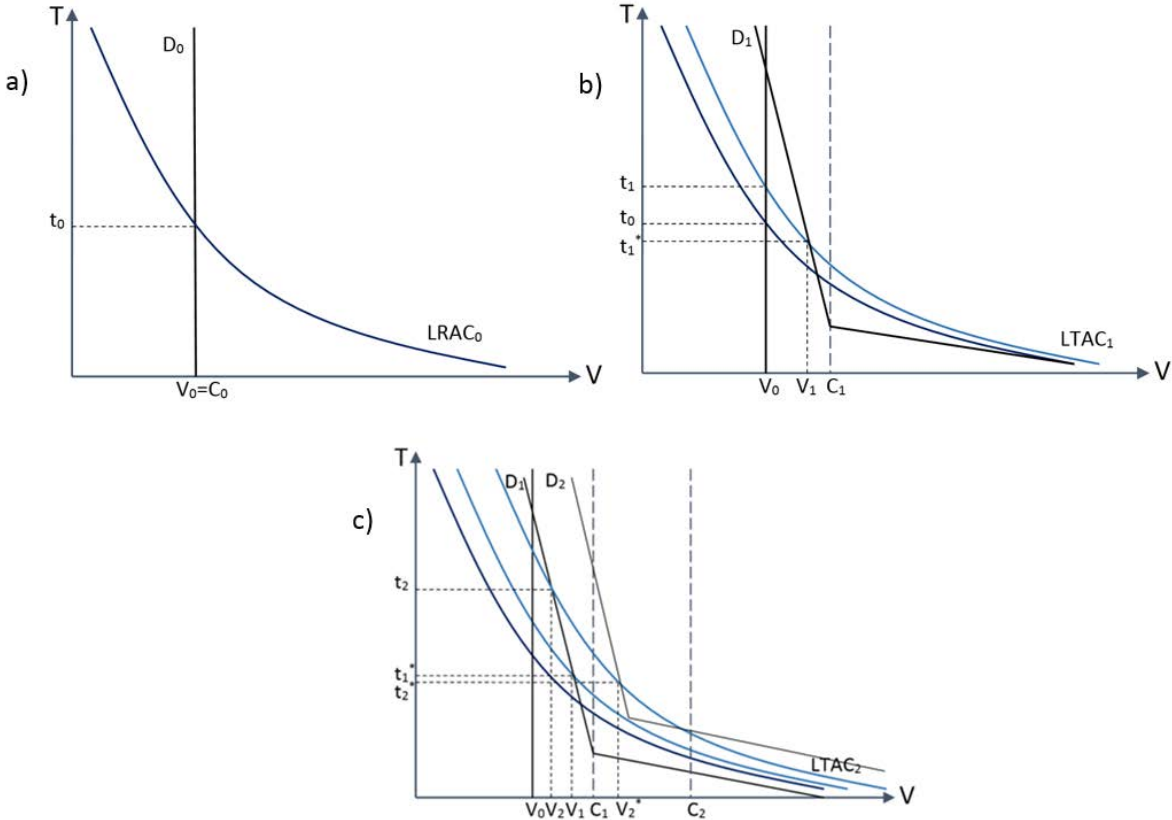 a)
T
D₀
t₀
LRAC₀
V₀=C₀
V
b)
T
D₁
t₁
t₀
t₁*
LTAC₁
V₀ V₁ C₁
V
c)
T
D₁ D₂
t₂
t₁*
t₂*
LTAC₂
V₀ V₂ V₁ C₁ V₂* C₂
V